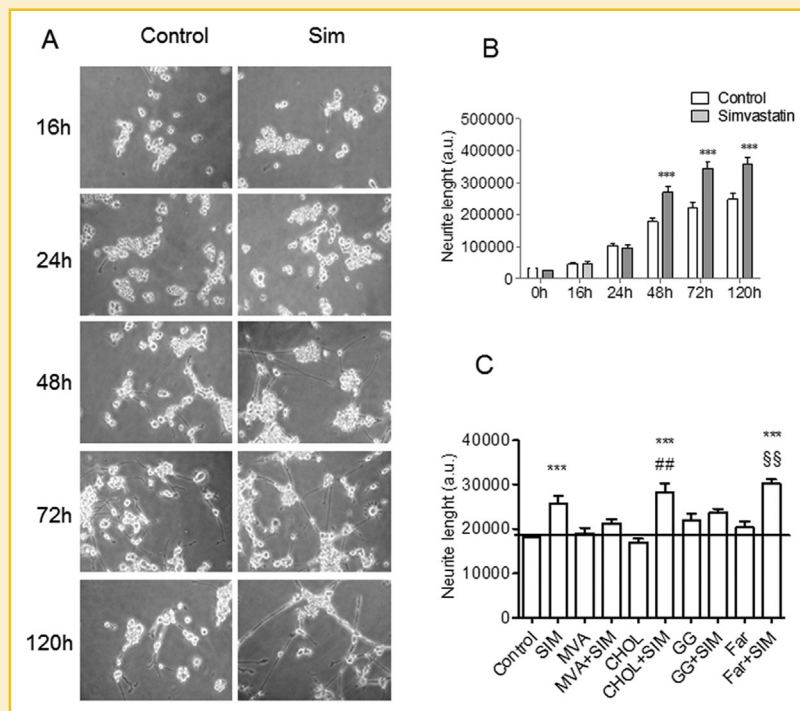 A
Control Sim
16h
24h
48h
72h
120h
B
Control
Simvastatin
Neurite lenght (a.u.)
500000
400000
300000
200000
100000
0
*** *** ***
0h 16h 24h 48h 72h 120h
C
Neurite lenght (a.u.)
40000
30000
20000
10000
0
***
***
##
***
§§
Control SIM MVA MVA+SIM CHOL CHOL+SIM GG GG+SIM Far Far+SIM